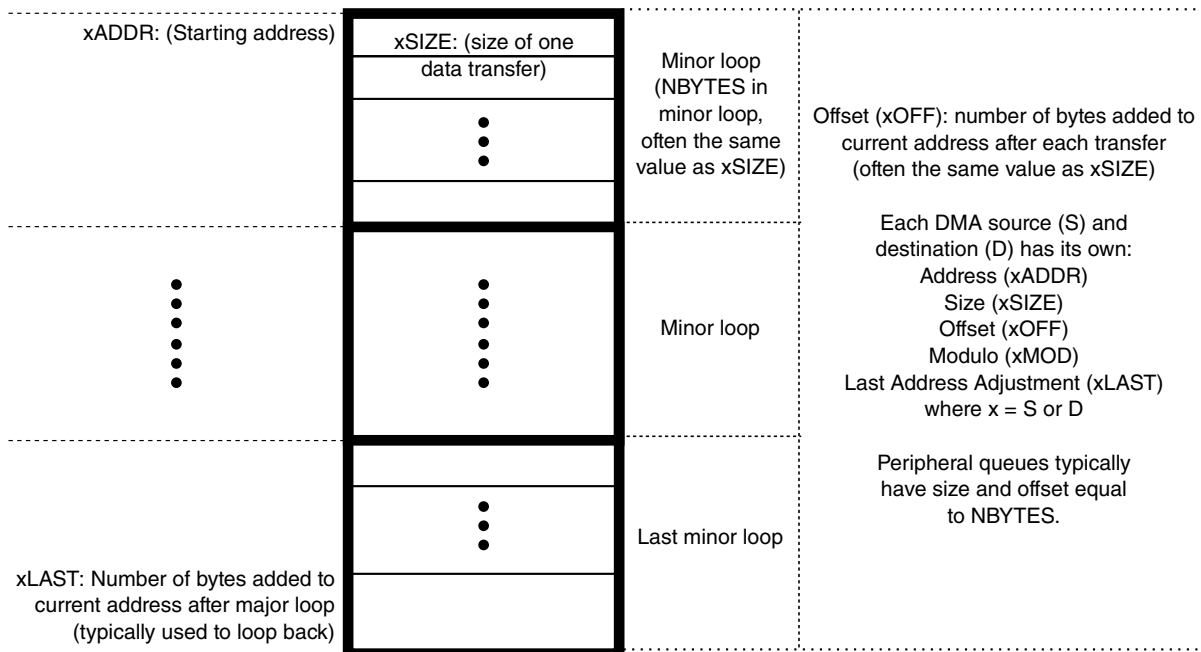 xADDR: (Starting address)
xSIZE: (size of one
data transfer)
Minor loop
(NBYTES in
minor loop,
often the same
value as xSIZE)
Offset (xOFF): number of bytes added to
current address after each transfer
(often the same value as xSIZE)
Each DMA source (S) and
destination (D) has its own:
Address (xADDR)
Size (xSIZE)
Offset (xOFF)
Modulo (xMOD)
Last Address Adjustment (xLAST)
where x = S or D
Peripheral queues typically
have size and offset equal
to NBYTES.
Minor loop
Last minor loop
xLAST: Number of bytes added to
current address after major loop
(typically used to loop back)